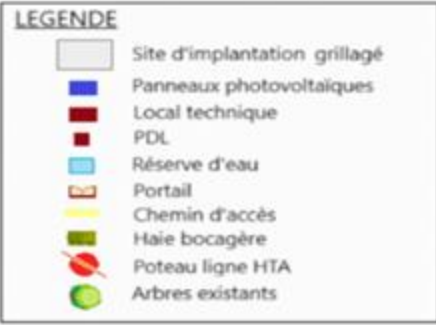 LEGENDE
Site d'implantation grillagé
Panneaux photovoltaïques
Local technique
PDL
Réserve d'eau
Portail
Chemin d'accès
Haie bocagère
Poteau ligne HTA
Arbres existants